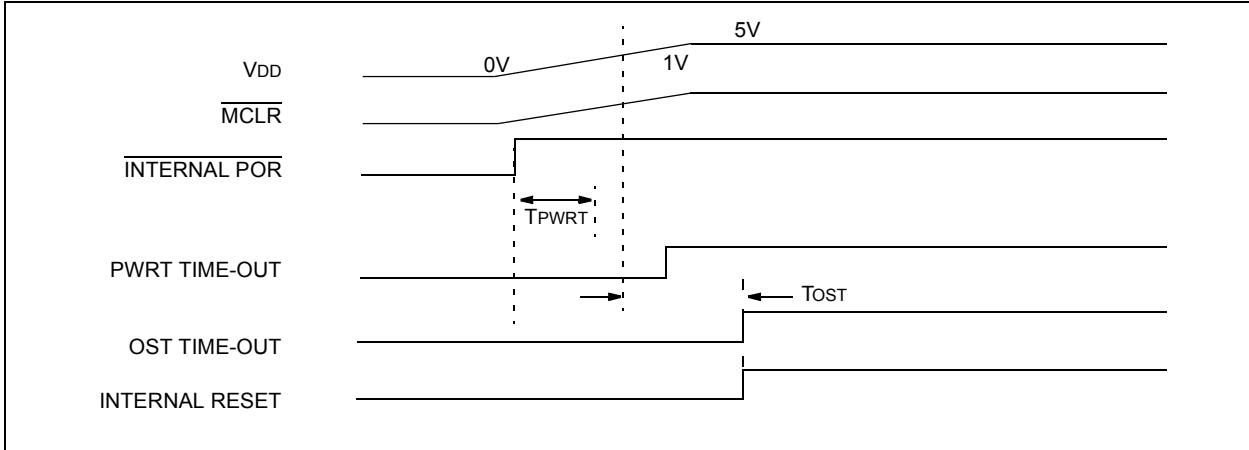 5V
0V
1V
VDD
MCLR
INTERNAL POR
TPWRT
PWRT TIME-OUT
TOST
OST TIME-OUT
INTERNAL RESET